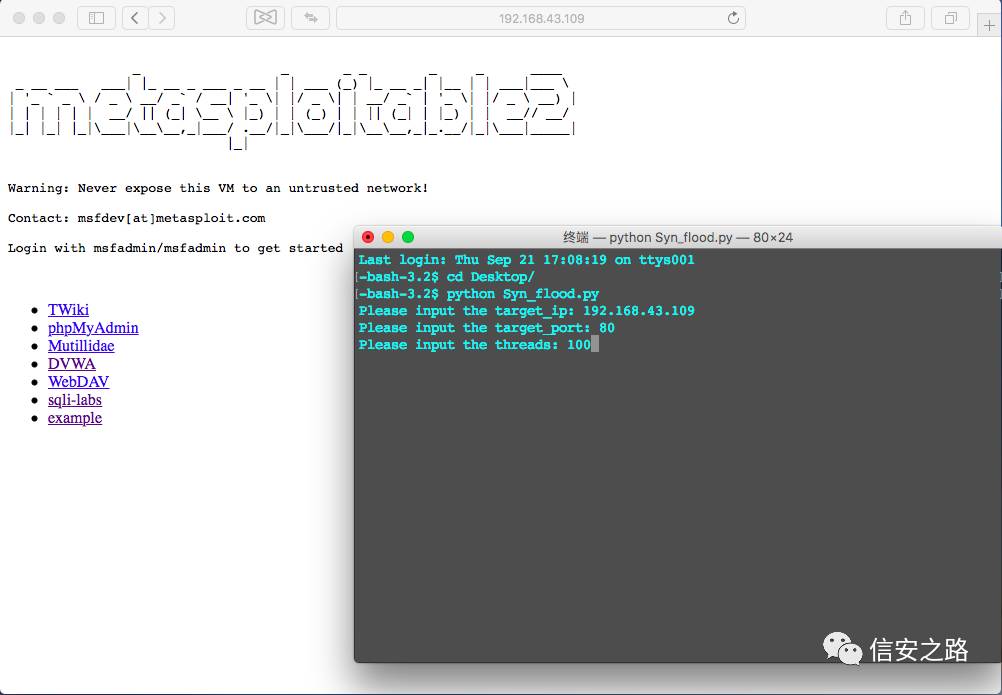 192.168.43.109
metasploitable2
Warning: Never expose this VM to an untrusted network!
Contact: msfdev[at]metasploit.com
Login with msfadmin/msfadmin to get started
TWiki
phpMyAdmin
Mutillidae
DVWA
WebDAV
sqli-labs
example
终端 — python Syn_flood.py — 80×24
Last login: Thu Sep 21 17:08:19 on ttys001
[-bash-3.2$ cd Desktop/
[-bash-3.2$ python Syn_flood.py
Please input the target_ip: 192.168.43.109
Please input the target_port: 80
Please input the threads: 100
信安之路